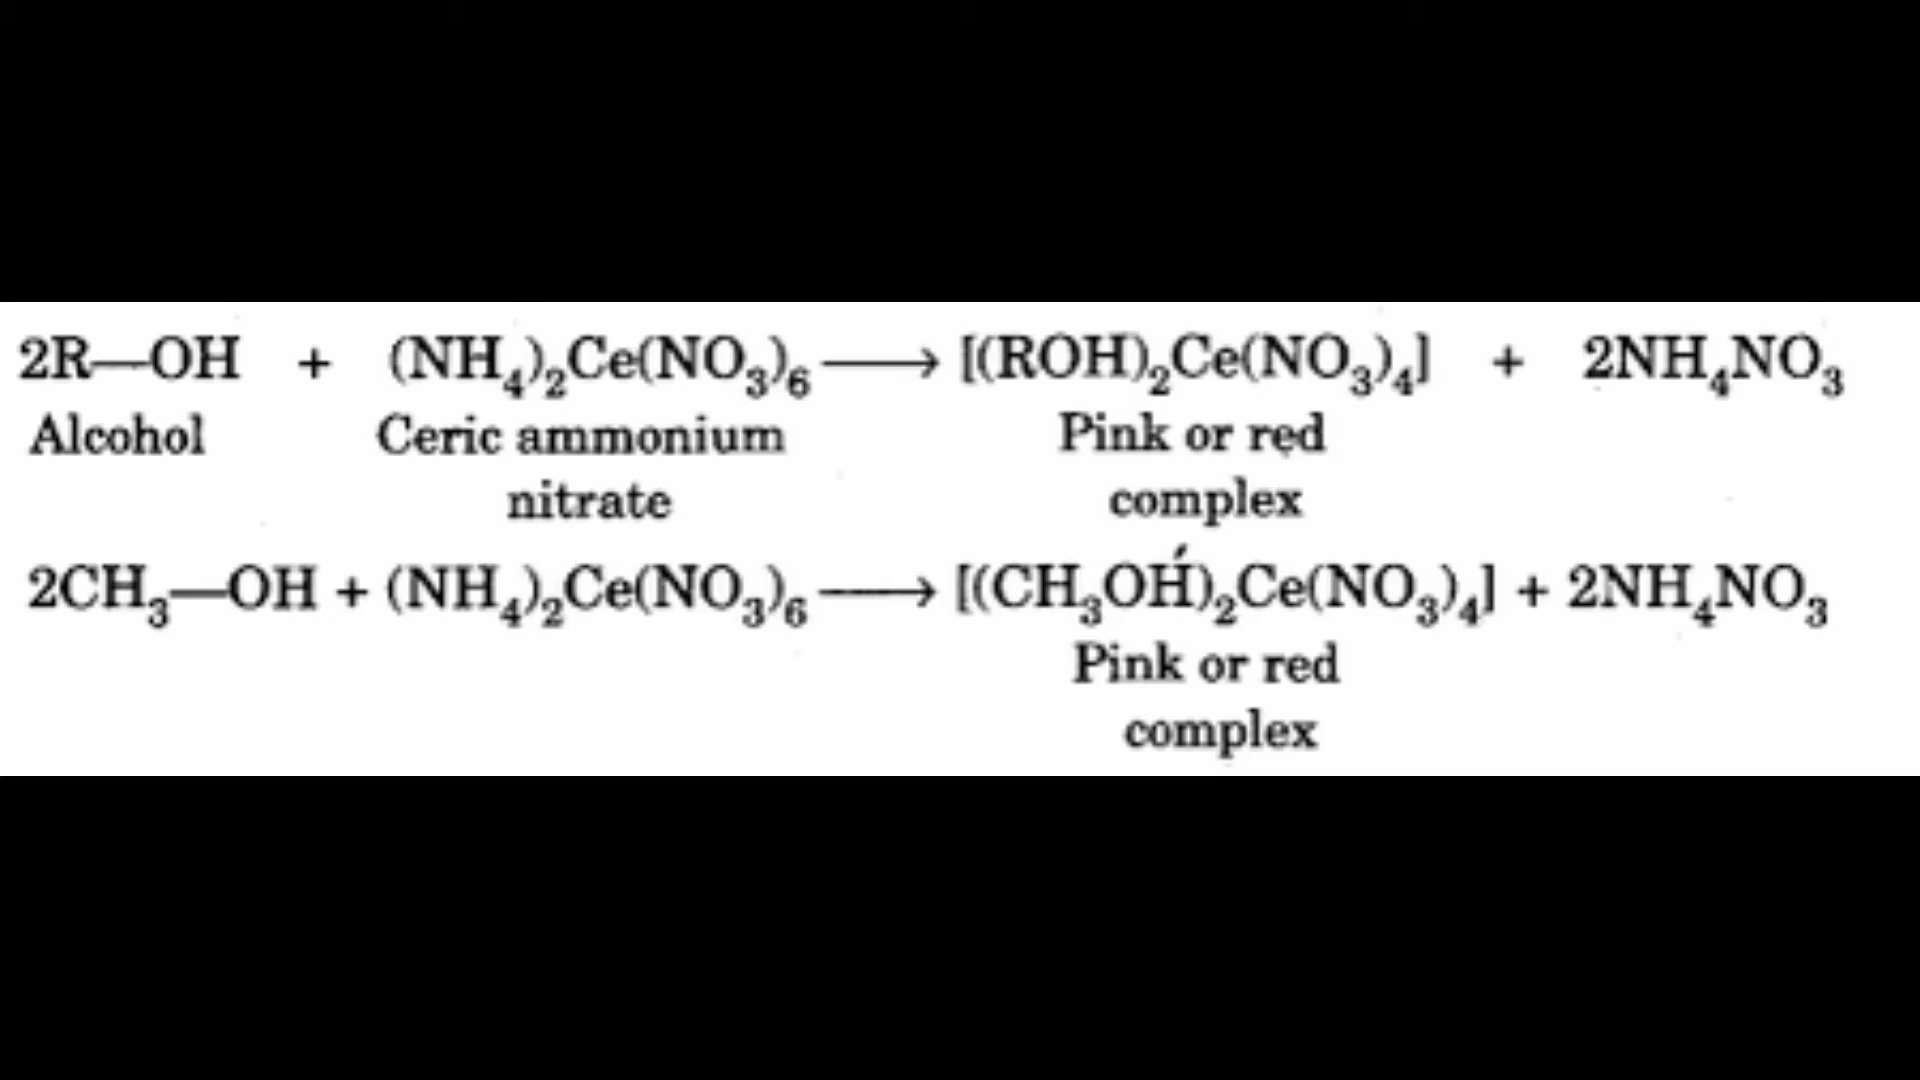 2R—OH + (NH₄)₂Ce(NO₃)₆ ⟶ [(ROH)₂Ce(NO₃)₄] + 2NH₄NO₃
Alcohol Ceric ammonium Pink or red
nitrate complex
2CH₃—OH + (NH₄)₂Ce(NO₃)₆ ⟶ [(CH₃OH)₂Ce(NO₃)₄] + 2NH₄NO₃
Pink or red
complex